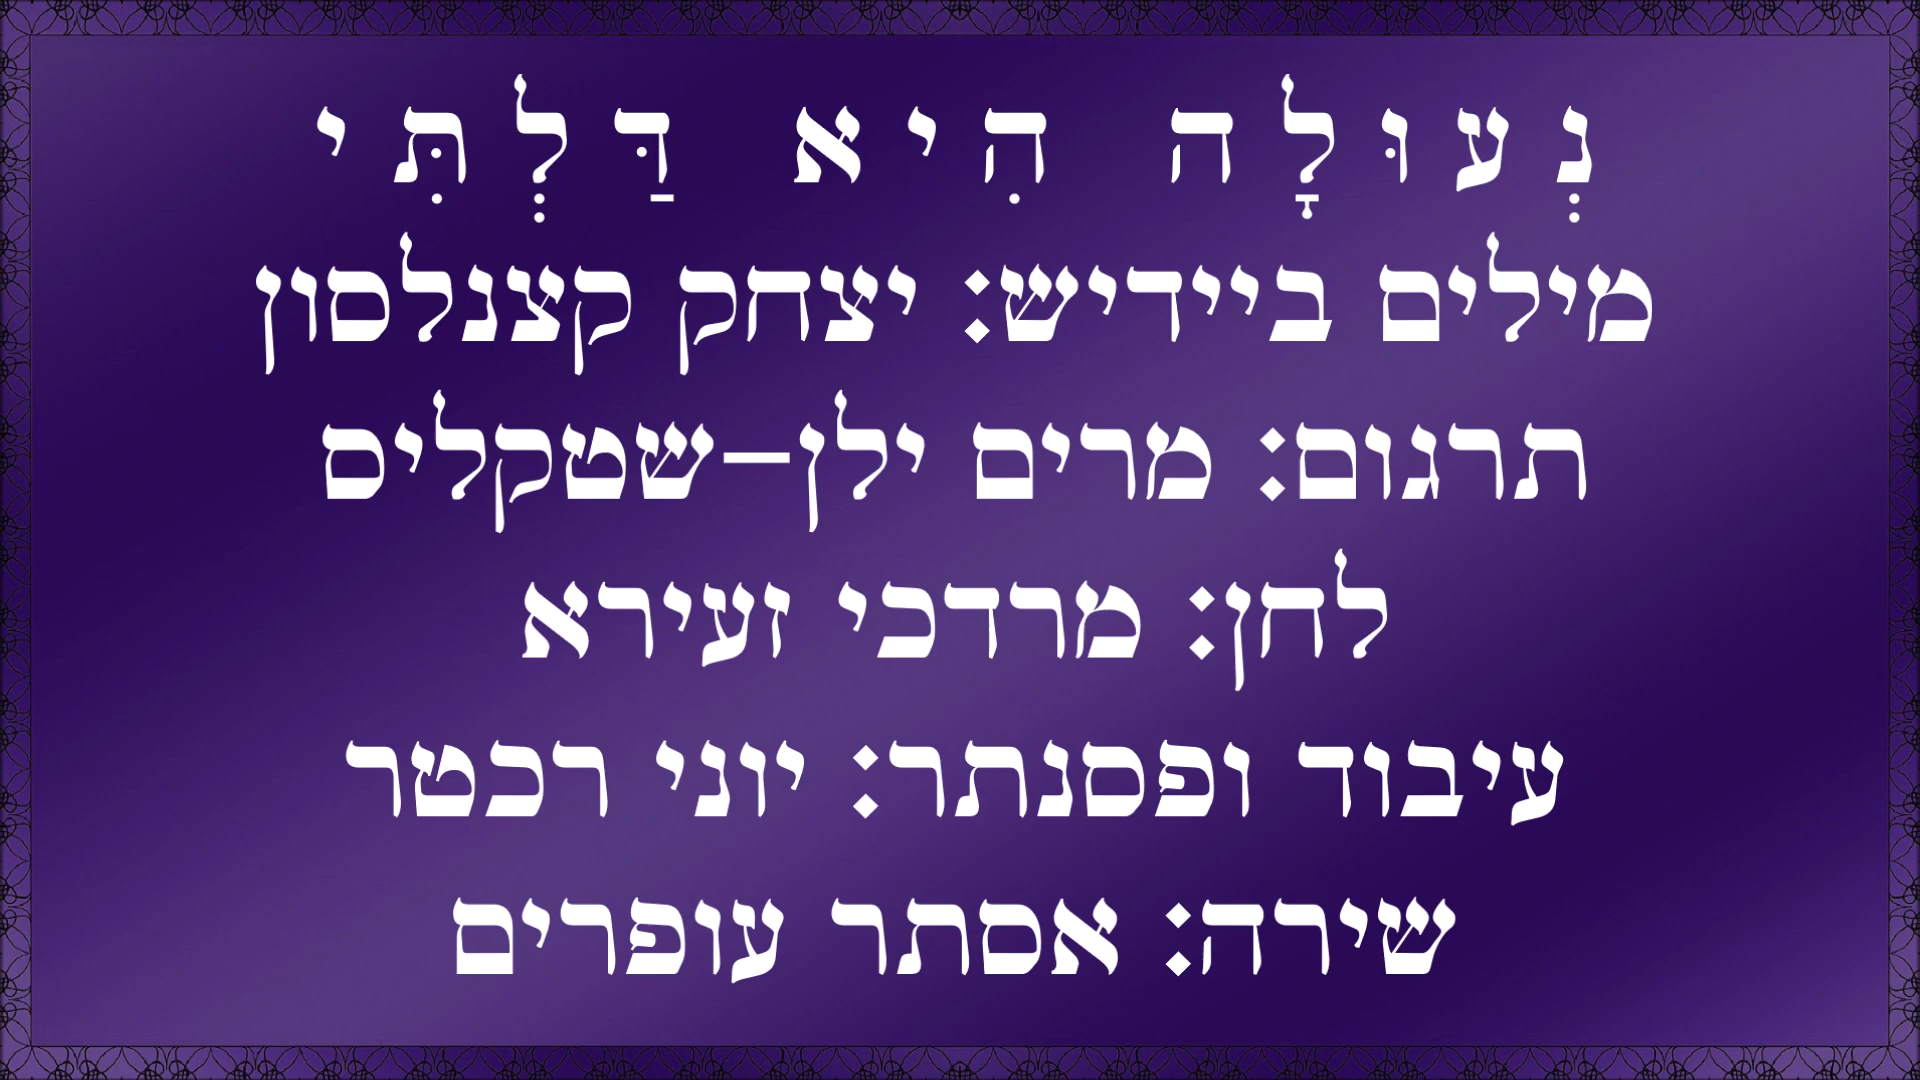 נְעוּלָה הִיא דַּלְתִּי
מילים ביידיש: יצחק קצנלסון
תרגום: מרים ילן-שטקליס
לחן: מרדכי זעירא
עיבוד ופסנתר: יוני רכטר
שירה: אסתר עופרים